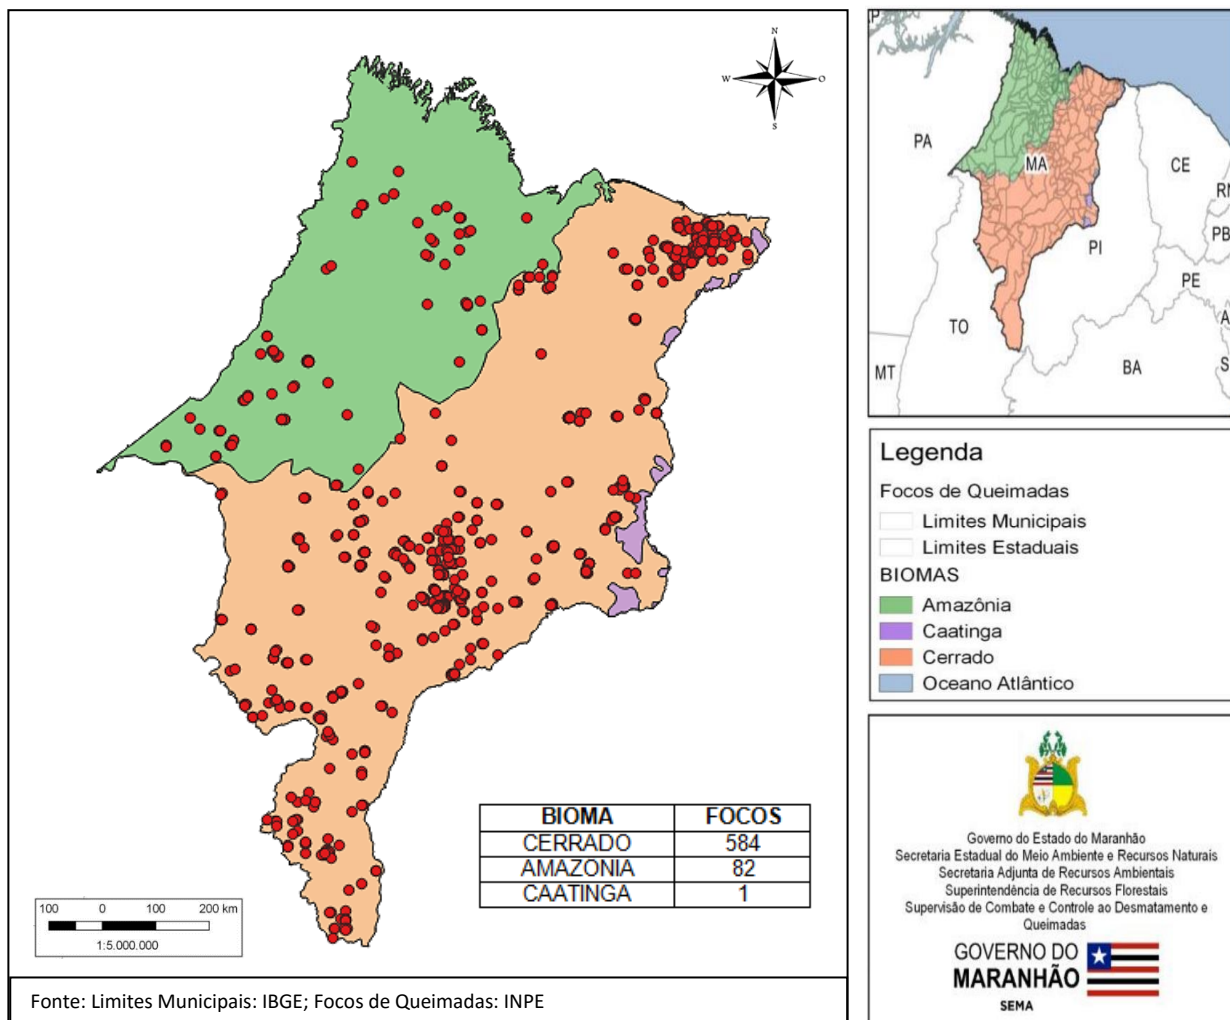 N
W
O
S
BIOMA FOCOS
CERRADO 584
AMAZONIA 82
CAATINGA 1
100 0 100 200 km
1:5.000.000
Fonte: Limites Municipais: IBGE; Focos de Queimadas: INPE
PA
MA
CE
RN
PB
PI
PE
TO
BA
MT
Legenda
Focos de Queimadas
Limites Municipais
Limites Estaduais
BIOMAS
Amazônia
Caatinga
Cerrado
Oceano Atlântico
Governo do Estado do Maranhão
Secretaria Estadual do Meio Ambiente e Recursos Naturais
Secretaria Adjunta de Recursos Ambientais
Superintendência de Recursos Florestais
Supervisão de Combate e Controle ao Desmatamento e
Queimadas
GOVERNO DO
MARANHÃO
SEMA